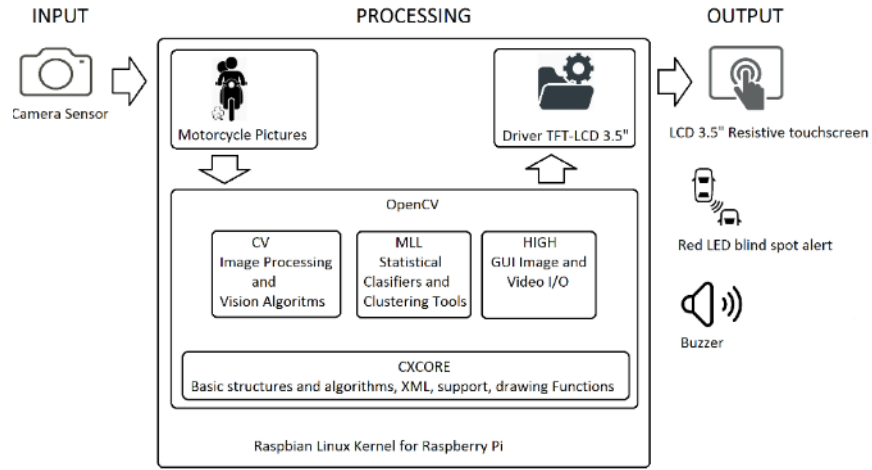 INPUT
PROCESSING
OUTPUT
Camera Sensor
Motorcycle Pictures
Driver TFT-LCD 3.5"
LCD 3.5" Resistive touchscreen
Red LED blind spot alert
Buzzer
OpenCV
CV
Image Processing
and
Vision Algoritms
MLL
Statistical
Clasifiers and
Clustering Tools
HIGH
GUI Image and
Video I/O
CXCORE
Basic structures and algorithms, XML, support, drawing Functions
Raspbian Linux Kernel for Raspberry Pi